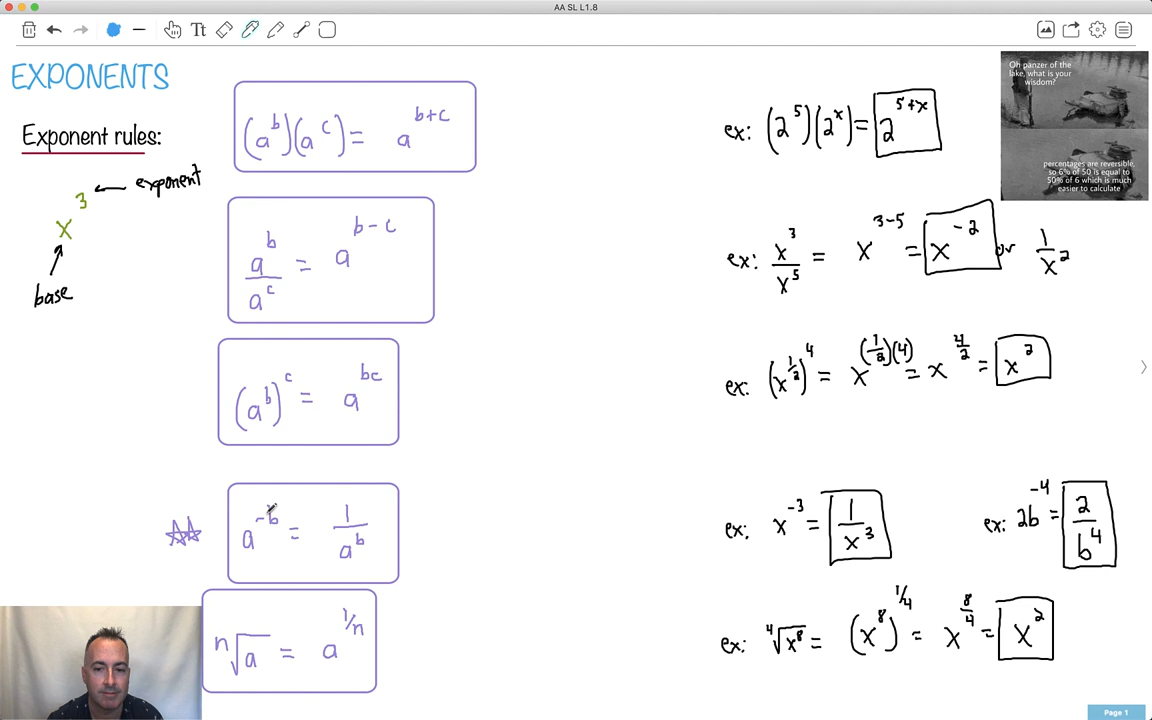 AA SL L1.8
Tt
EXPONENTS
Exponent rules:
x^3 ← exponent
base
(a^b)(a^c) = a^{b+c}
a^b/a^c = a^{b-c}
(a^b)^c = a^{bc}
a^{-b} = 1/a^b
n√a = a^{1/n}
ex: (2^5)(2^x) = 2^{5+x}
ex: x^3/x^5 = x^{3-5} = x^{-2} or 1/x^2
ex: (x^{1/2})^4 = x^{(1/2)(4)} = x^{4/2} = x^2
ex: x^{-3} = 1/x^3
ex: 2b^{-4} = 2/b^4
ex: 4√x^8 = (x^8)^{1/4} = x^{8/4} = x^2
Oh panzer of the
lake, what is your
wisdom?
percentages are reversible,
so 6% of 50 is equal to
50% of 6 which is much
easier to calculate
Page 1